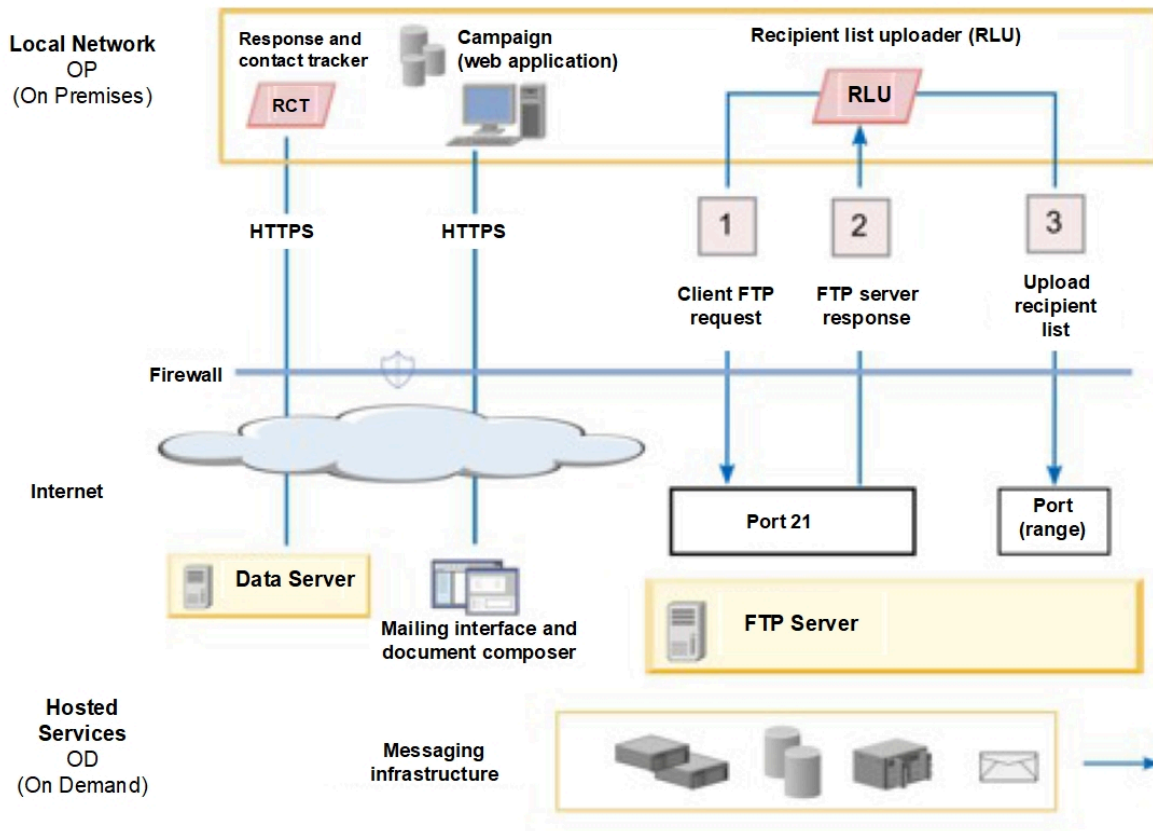 Local Network
OP
(On Premises)
Response and
contact tracker
RCT
Campaign
(web application)
Recipient list uploader (RLU)
RLU
HTTPS
HTTPS
1
2
3
Client FTP
request
FTP server
response
Upload
recipient
list
Firewall
Internet
Port 21
Port
(range)
Data Server
Mailing interface and
document composer
FTP Server
Hosted
Services
OD
(On Demand)
Messaging
infrastructure